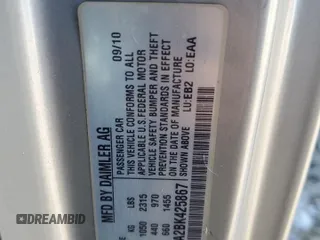 MFD BY DAIMLER AG
09/10
PASSENGER CAR
THIS VEHICLE CONFORMS TO ALL
APPLICABLE U.S. FEDERAL MOTOR
VEHICLE SAFETY BUMPER AND THEFT
PREVENTION STANDARDS IN EFFECT
ON THE DATE OF MANUFACTURE
SHOWN ABOVE
LU:EB2 LO:EAA
KG LBS
1050 2315
440 970
660 1455
A2BK425867